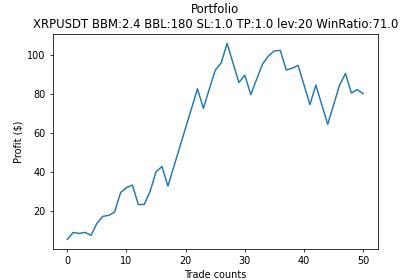 Portfolio
XRPUSDT BBM:2.4 BBL:180 SL:1.0 TP:1.0 lev:20 WinRatio:71.0
100
80
60
40
20
Profit ($)
0 10 20 30 40 50
Trade counts